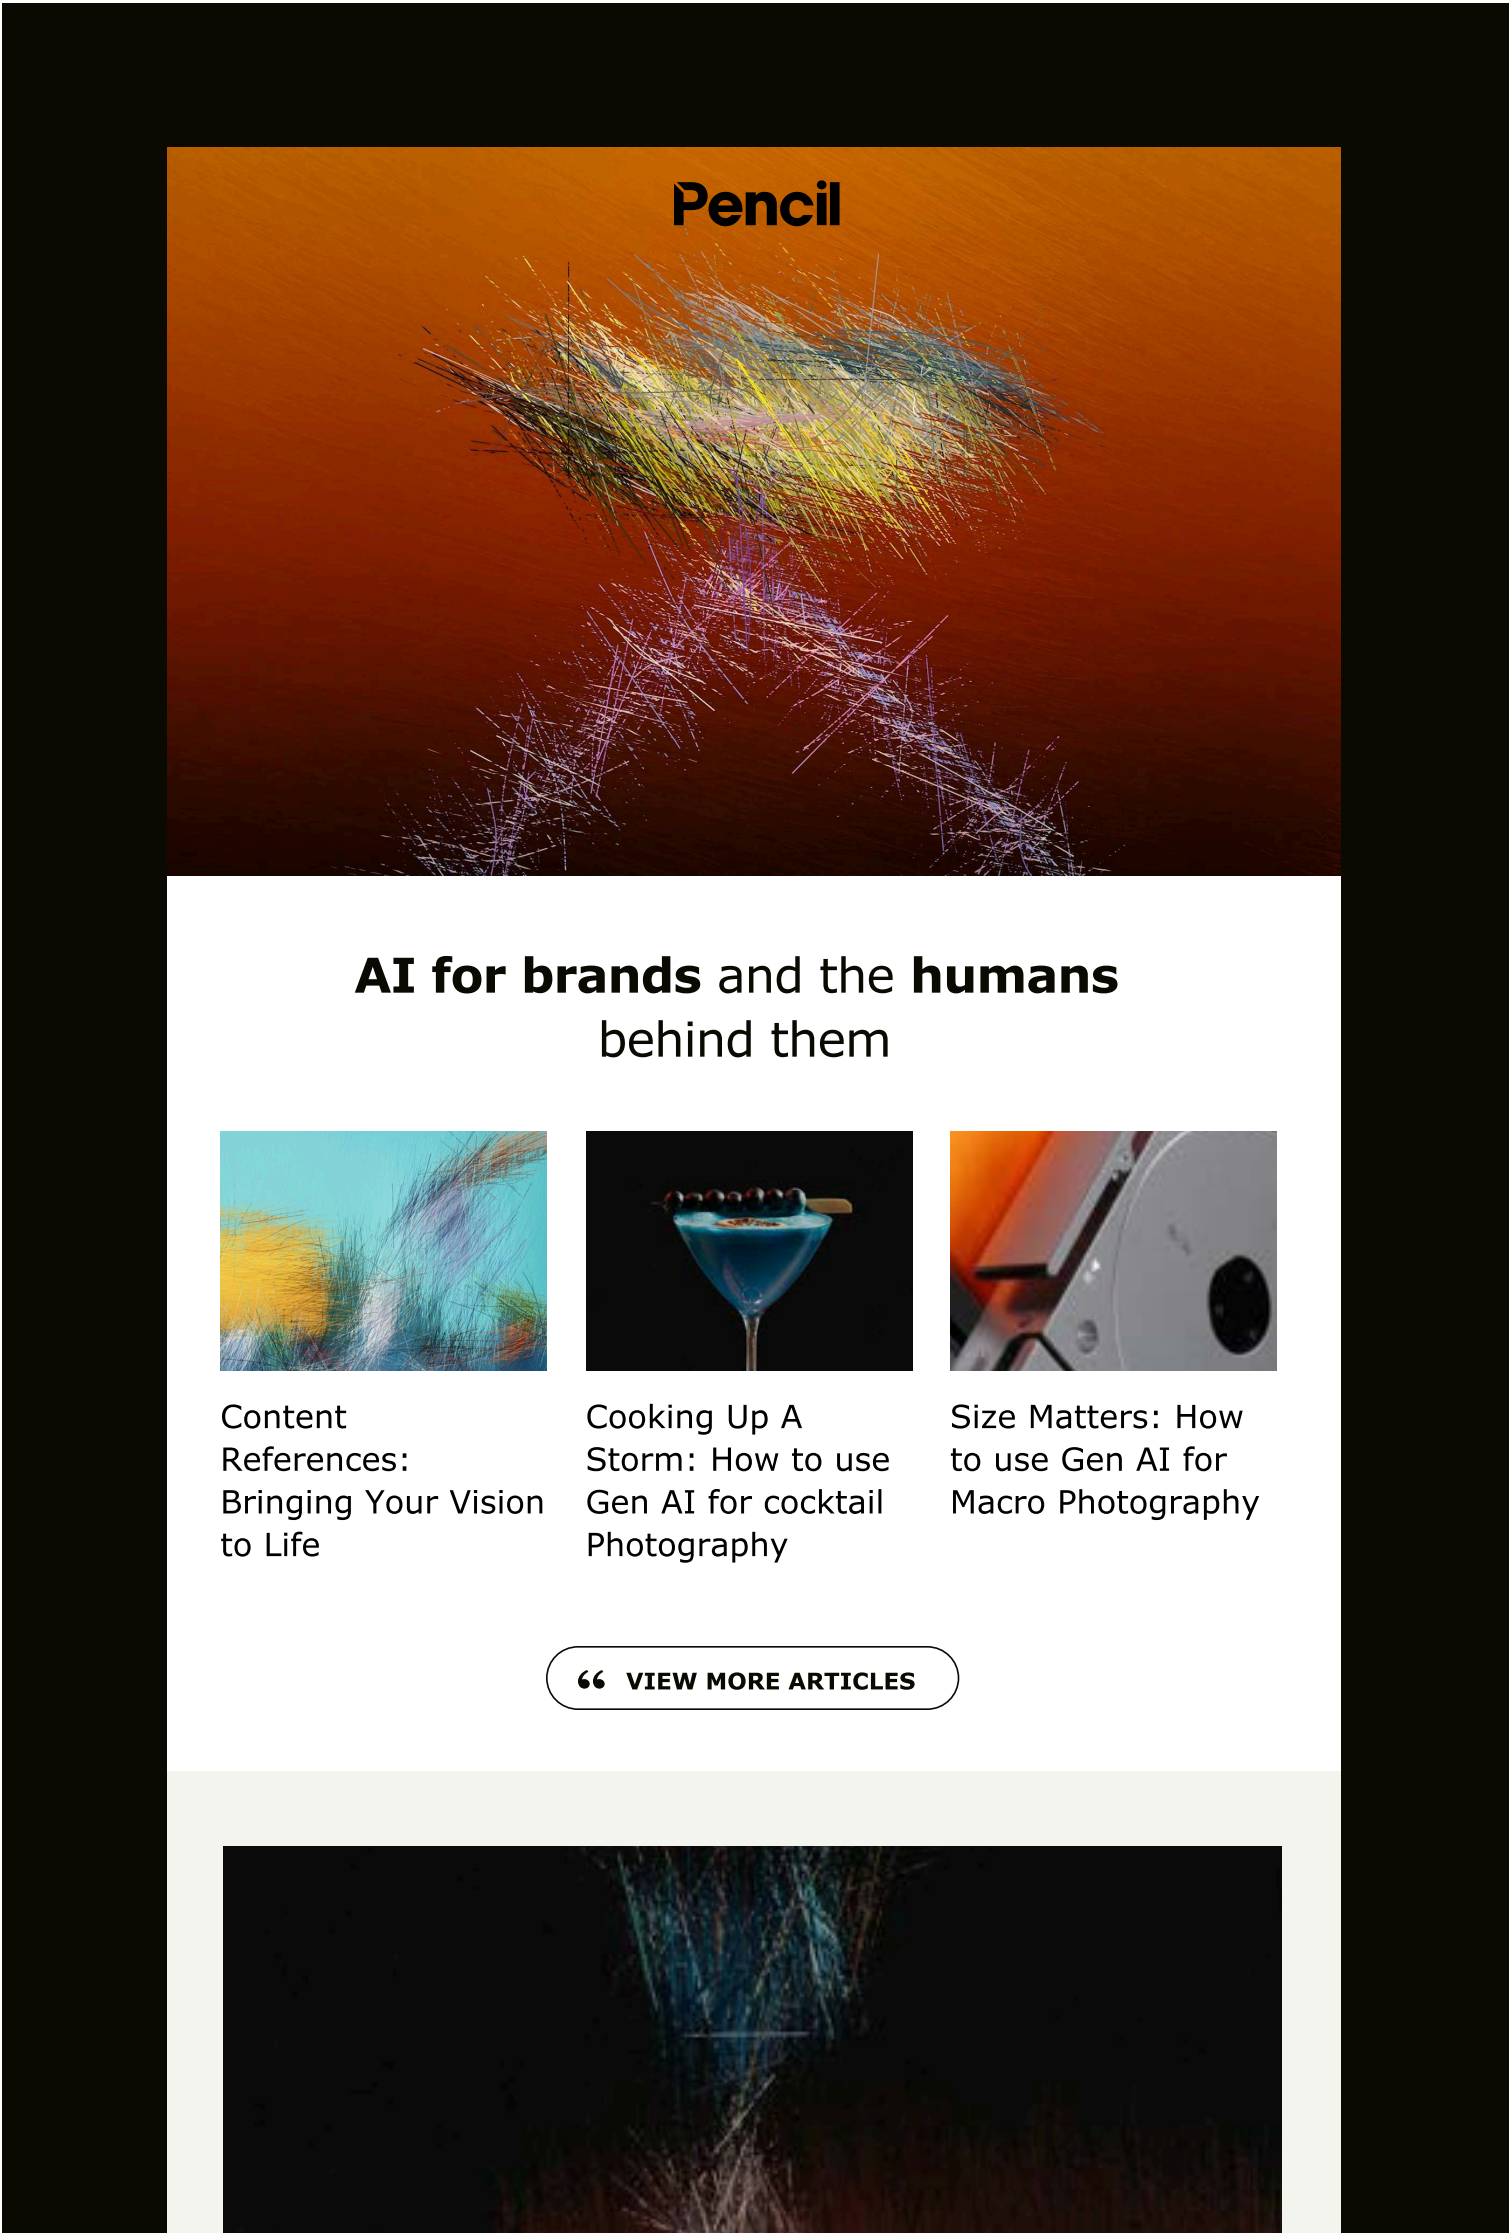 Pencil
AI for brands and the humans
behind them
Content
References:
Bringing Your Vision
to Life
Cooking Up A
Storm: How to use
Gen AI for cocktail
Photography
Size Matters: How
to use Gen AI for
Macro Photography
“ VIEW MORE ARTICLES